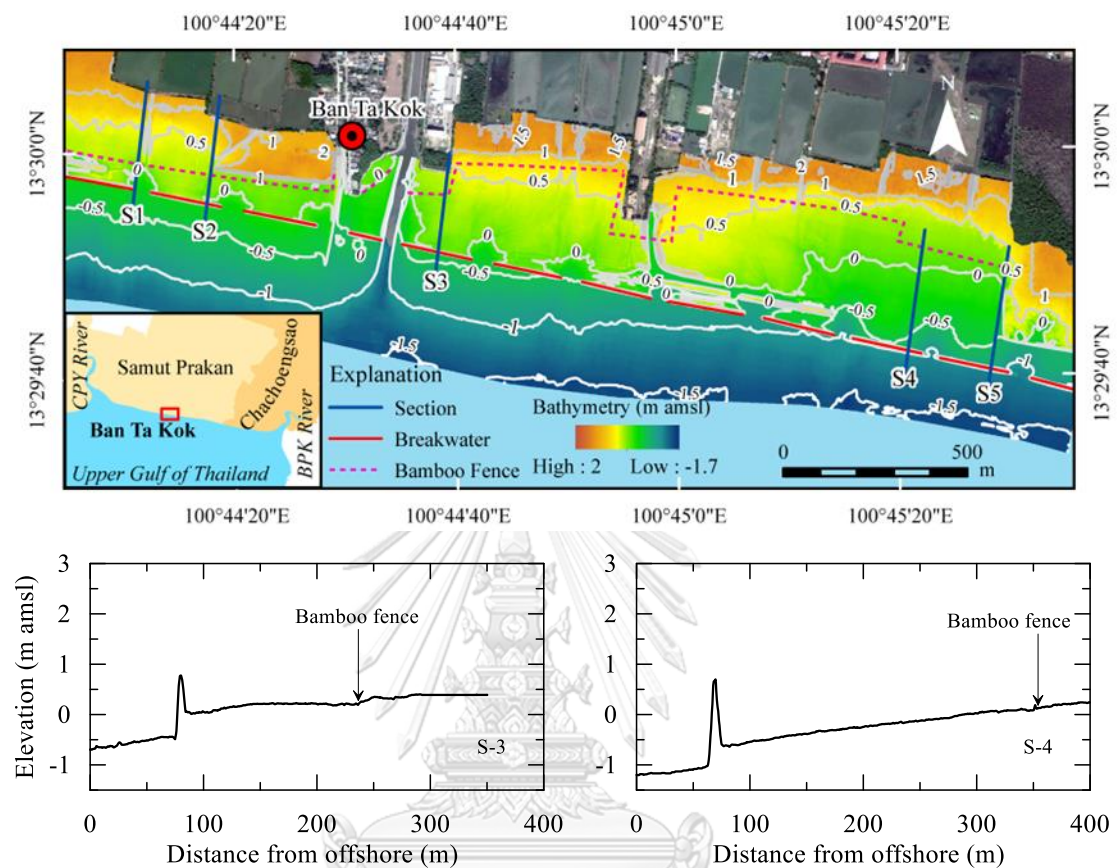 100°44'20"E 100°44'40"E 100°45'0"E 100°45'20"E
13°30'0"N
13°29'40"N
13°30'0"N
13°29'40"N
Ban Ta Kok
N
1.5
1.5
1.5
2
1.5
0.5
1
2
1
1
1
0.5
0.5
0.5
0.5
0
0
1
0
0
0
0
0
0.5
1
0
-0.5
-0.5
-0.5
-0.5
-0.5
-0.5
0
0
-1
-1
-1
-1.5
-1.5
-1.5
S1
S2
S3
S4
S5
CPY River
Samut Prakan
Chachoengsao
Ban Ta Kok
BPK River
Upper Gulf of Thailand
Explanation
Section
Breakwater
Bamboo Fence
Bathymetry (m amsl)
High : 2 Low : -1.7
0 500
m
100°44'20"E 100°44'40"E 100°45'0"E 100°45'20"E
Elevation (m amsl)
3
2
1
0
-1
Bamboo fence
S-3
0 100 200 300 400
Distance from offshore (m)
3
2
1
0
-1
Bamboo fence
S-4
0 100 200 300 400
Distance from offshore (m)